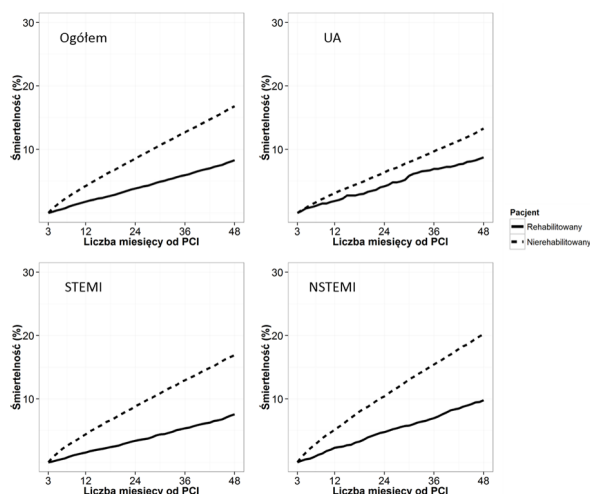 Ogółem
30
20
10
Śmiertelność (%)
3 12 24 36 48
Liczba miesięcy od PCI
UA
30
20
10
Śmiertelność (%)
3 12 24 36 48
Liczba miesięcy od PCI
Pacjent
Rehabilitowany
Nierehabilitowany
STEMI
30
20
10
Śmiertelność (%)
3 12 24 36 48
Liczba miesięcy od PCI
NSTEMI
30
20
10
Śmiertelność (%)
3 12 24 36 48
Liczba miesięcy od PCI